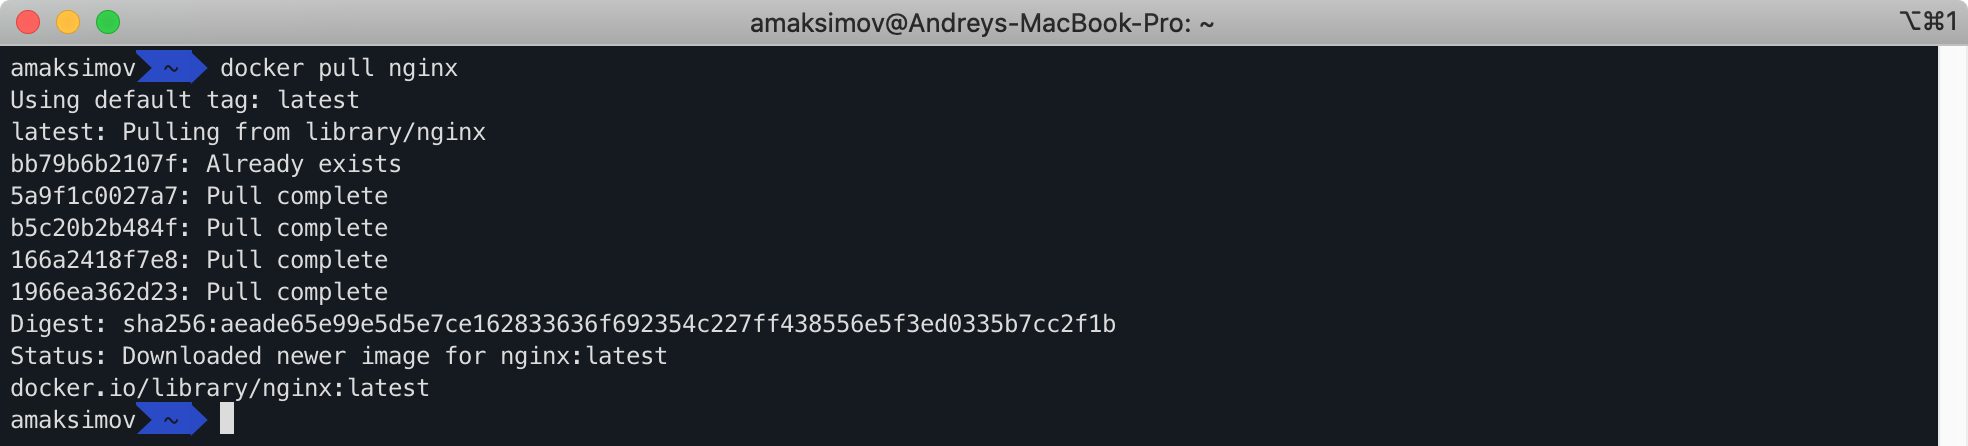 amaksimov@Andreys-MacBook-Pro: ~
⌥⌘1
amaksimov ~ docker pull nginx
Using default tag: latest
latest: Pulling from library/nginx
bb79b6b2107f: Already exists
5a9f1c0027a7: Pull complete
b5c20b2b484f: Pull complete
166a2418f7e8: Pull complete
1966ea362d23: Pull complete
Digest: sha256:aeade65e99e5d5e7ce162833636f692354c227ff438556e5f3ed0335b7cc2f1b
Status: Downloaded newer image for nginx:latest
docker.io/library/nginx:latest
amaksimov ~